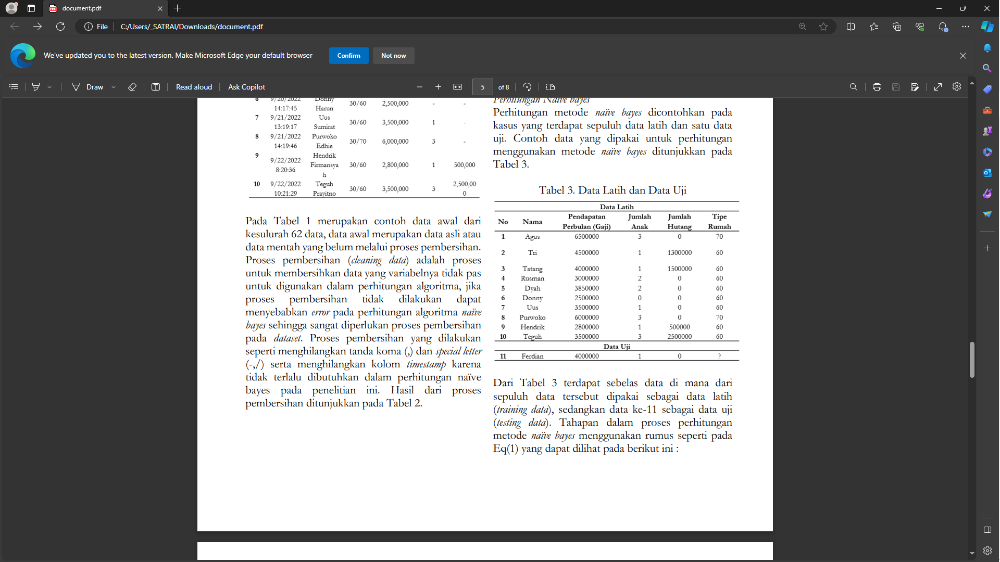 document.pdf
File
C:/Users/_SATRAI/Downloads/document.pdf
We've updated you to the latest version. Make Microsoft Edge your default browser
Confirm
Not now
Draw
Read aloud
Ask Copilot
5
of 8
6 9/20/2022 Donny 30/60 2,500,000 - -
14:17:45 Harun
7 9/21/2022 Uus 30/60 3,500,000 1 -
13:19:17 Sumirat
8 9/21/2022 Purwoko 30/70 6,000,000 3 -
14:19:46 Edhie
9 9/22/2022 Hendrik 30/60 2,800,000 1 500,000
8:20:36 Firmansya
h
10 9/22/2022 Teguh 30/60 3,500,000 3 2,500,00
10:21:29 Prayitno 0
Pada Tabel 1 merupakan contoh data awal dari
kesulurah 62 data, data awal merupakan data asli atau
data mentah yang belum melalui proses pembersihan.
Proses pembersihan (cleaning data) adalah proses
untuk membersihkan data yang variabelnya tidak pas
untuk digunakan dalam perhitungan algoritma, jika
proses pembersihan tidak dilakukan dapat
menyebabkan error pada perhitungan algoritma naïve
bayes sehingga sangat diperlukan proses pembersihan
pada dataset. Proses pembersihan yang dilakukan
seperti menghilangkan tanda koma (,) dan special letter
(-,/) serta menghilangkan kolom timestamp karena
tidak terlalu dibutuhkan dalam perhitungan naïve
bayes pada penelitian ini. Hasil dari proses
pembersihan ditunjukkan pada Tabel 2.
Perhitungan Naïve bayes
Perhitungan metode naïve bayes dicontohkan pada
kasus yang terdapat sepuluh data latih dan satu data
uji. Contoh data yang dipakai untuk perhitungan
menggunakan metode naïve bayes ditunjukkan pada
Tabel 3.
Tabel 3. Data Latih dan Data Uji
Data Latih
No Nama Pendapatan Jumlah Jumlah Tipe
Perbulan (Gaji) Anak Hutang Rumah
1 Agus 6500000 3 0 70
2 Tri 4500000 1 1300000 60
3 Tatang 4000000 1 1500000 60
4 Rusman 3000000 2 0 60
5 Dyah 3850000 2 0 60
6 Donny 2500000 0 0 60
7 Uus 3500000 1 0 60
8 Purwoko 6000000 3 0 70
9 Hendrik 2800000 1 500000 60
10 Teguh 3500000 3 2500000 60
Data Uji
11 Ferdian 4000000 1 0 ?
Dari Tabel 3 terdapat sebelas data di mana dari
sepuluh data tersebut dipakai sebagai data latih
(training data), sedangkan data ke-11 sebagai data uji
(testing data). Tahapan dalam proses perhitungan
metode naïve bayes menggunakan rumus seperti pada
Eq(1) yang dapat dilihat pada berikut ini :